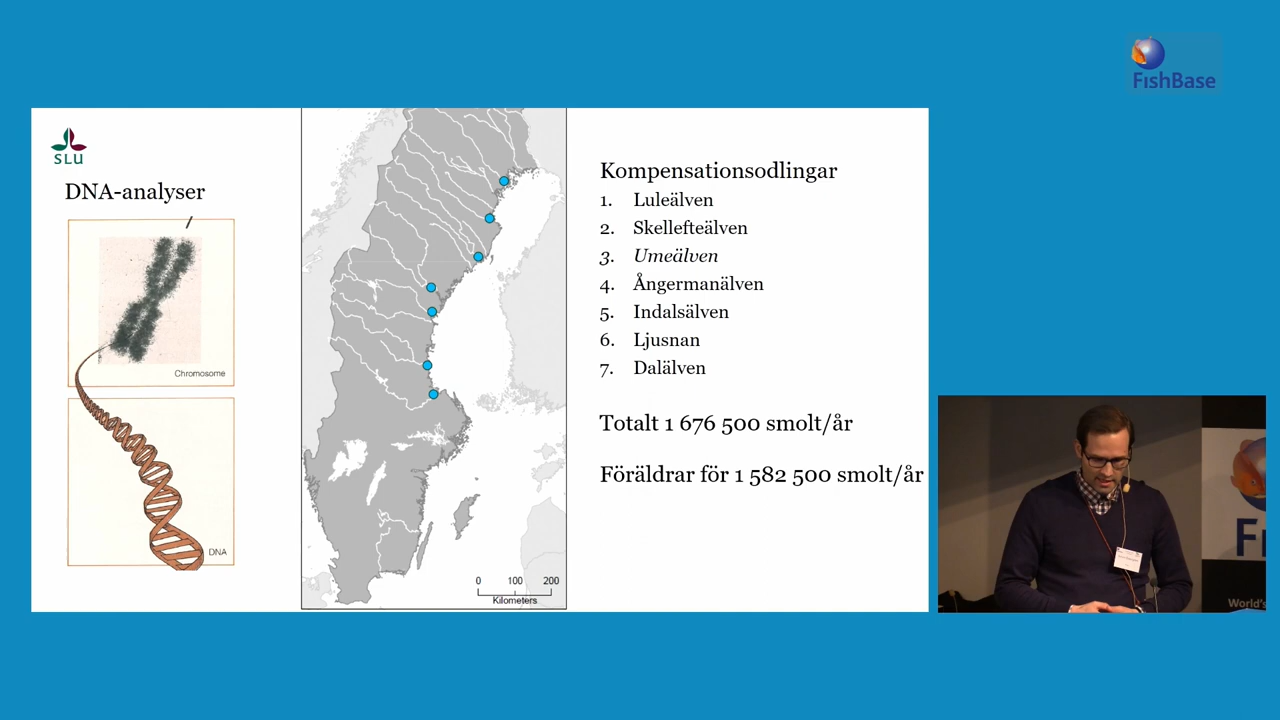 FishBase
SLU
DNA-analyser
Chromosome
DNA
0 100 200
Kilometers
Kompensationsodlingar
1. Luleälven
2. Skellefteälven
3. Umeälven
4. Ångermanälven
5. Indalsälven
6. Ljusnan
7. Dalälven
Totalt 1 676 500 smolt/år
Föräldrar för 1 582 500 smolt/år
World's